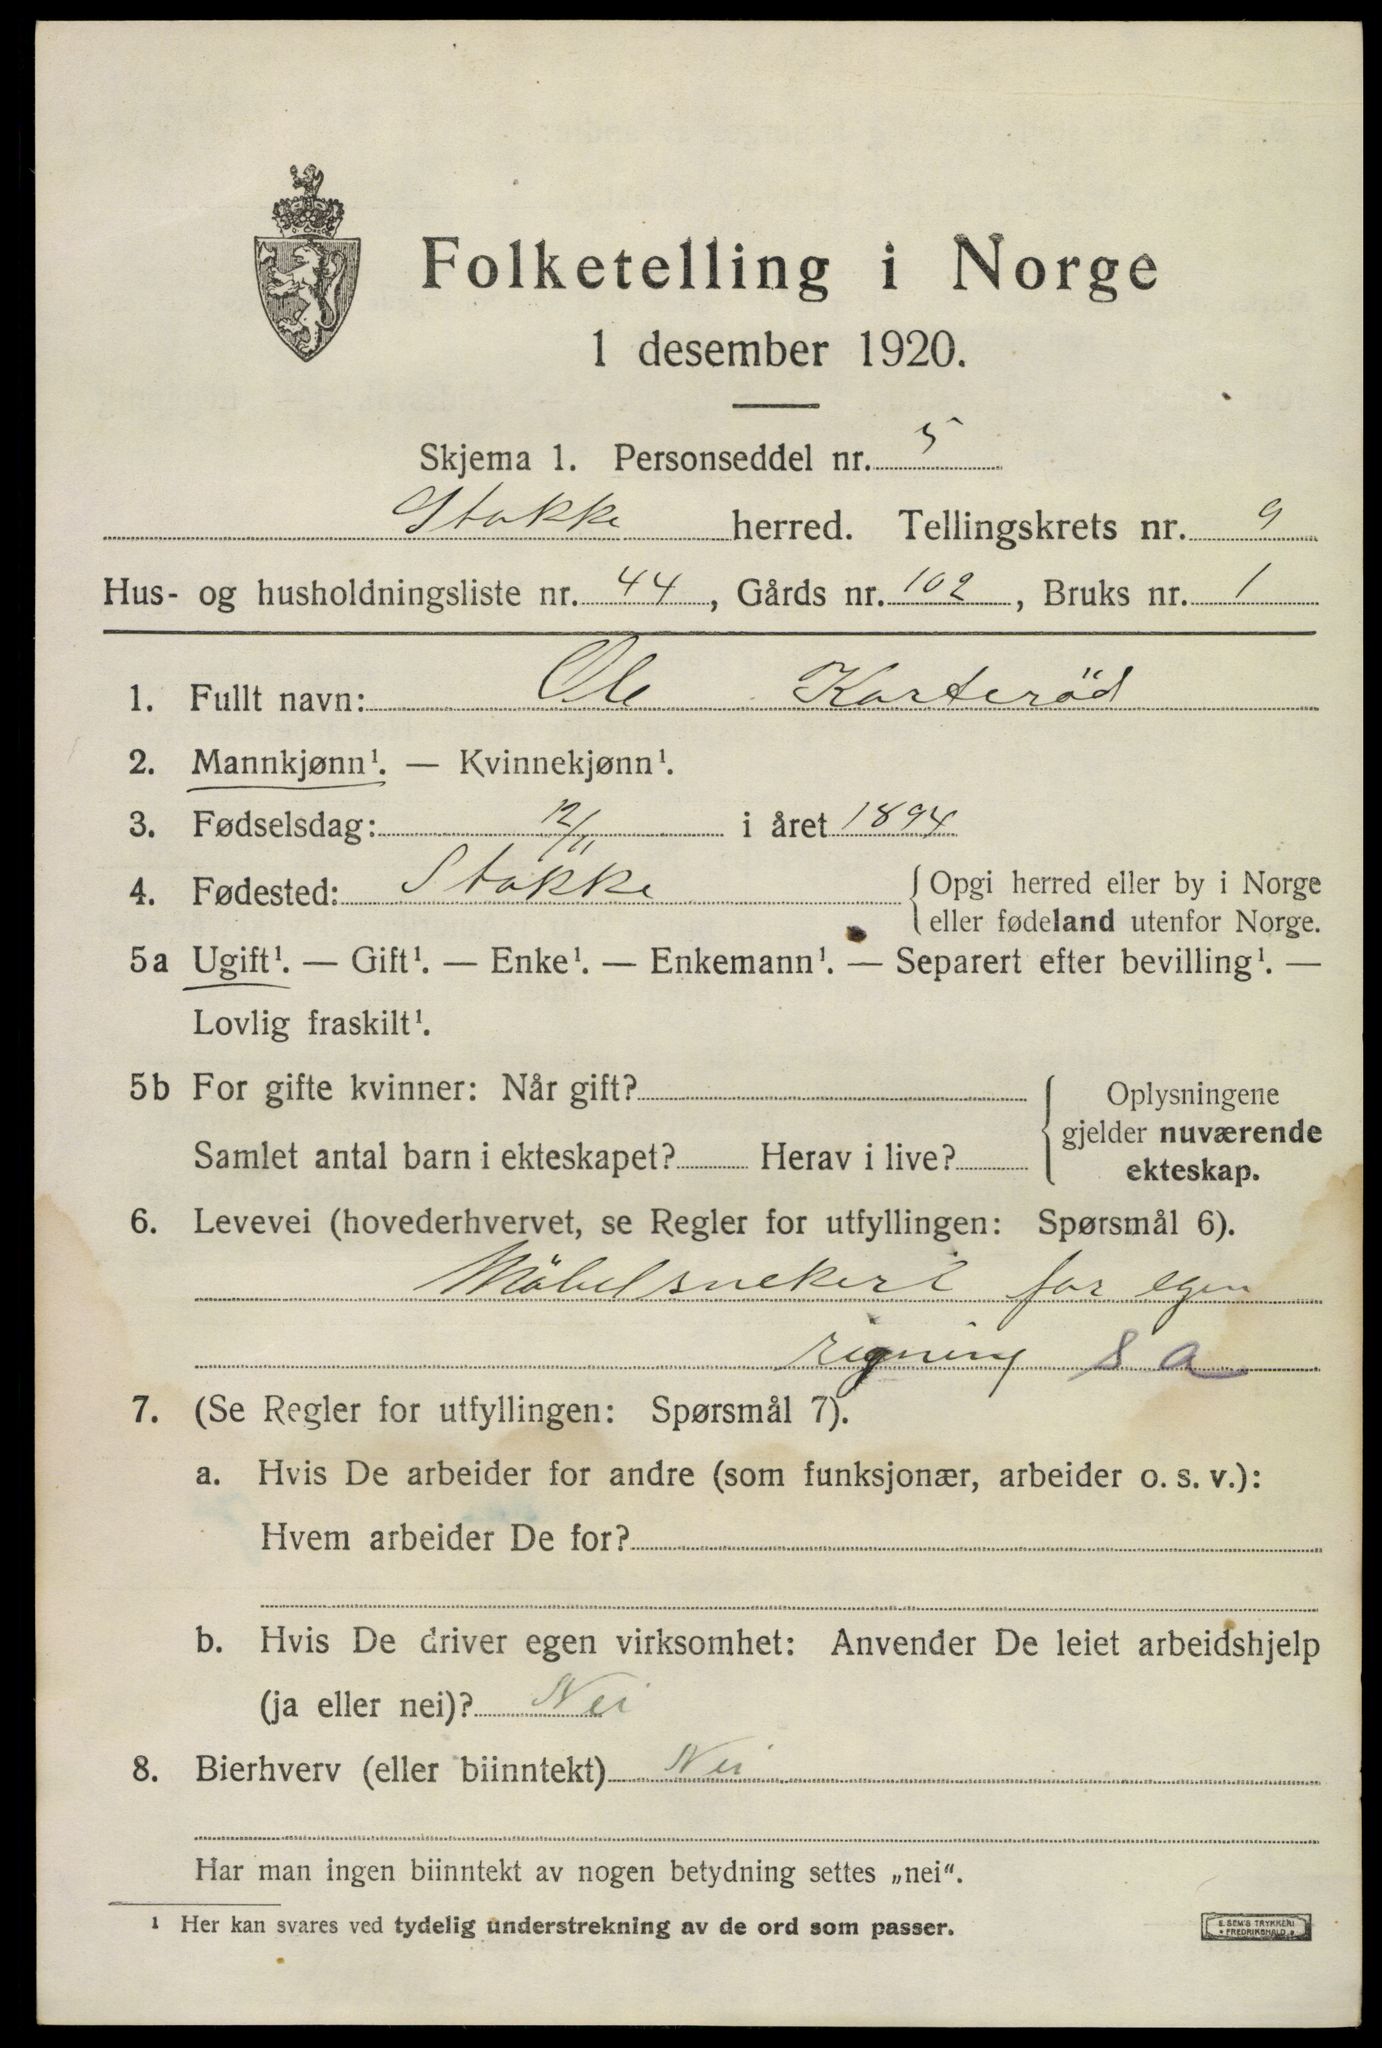 Folketelling i Norge
1 desember 1920.
Skjema 1. Personseddel nr. 5
Stokke herred. Tellingskrets nr. 9
Hus- og husholdningsliste nr. 44, Gårds nr. 102, Bruks nr. 1
1. Fullt navn: Ole Karterød
2. Mannkjønn¹. — Kvinnekjønn¹.
3. Fødselsdag: 12/11 i året 1894
4. Fødested: Stokke { Opgi herred eller by i Norge
eller fødeland utenfor Norge.
5a Ugift¹. — Gift¹. — Enke¹. — Enkemann¹. — Separert efter bevilling¹. —
Lovlig fraskilt¹.
5b For gifte kvinner: Når gift? { Oplysningene
gjelder nuværende
Samlet antal barn i ekteskapet? Herav i live?
ekteskap.
6. Levevei (hovederhvervet, se Regler for utfyllingen: Spørsmål 6).
Möbelsnekeri for egen
regning S a
7. (Se Regler for utfyllingen: Spørsmål 7).
a. Hvis De arbeider for andre (som funksjonær, arbeider o. s. v.):
Hvem arbeider De for?
b. Hvis De driver egen virksomhet: Anvender De leiet arbeidshjelp
(ja eller nei)? Nei
8. Bierhverv (eller biinntekt) Nei
Har man ingen biinntekt av nogen betydning settes „nei“.
¹ Her kan svares ved tydelig understrekning av de ord som passer.
E. SEM'S TRYKKERI
FREDRIKSHALD